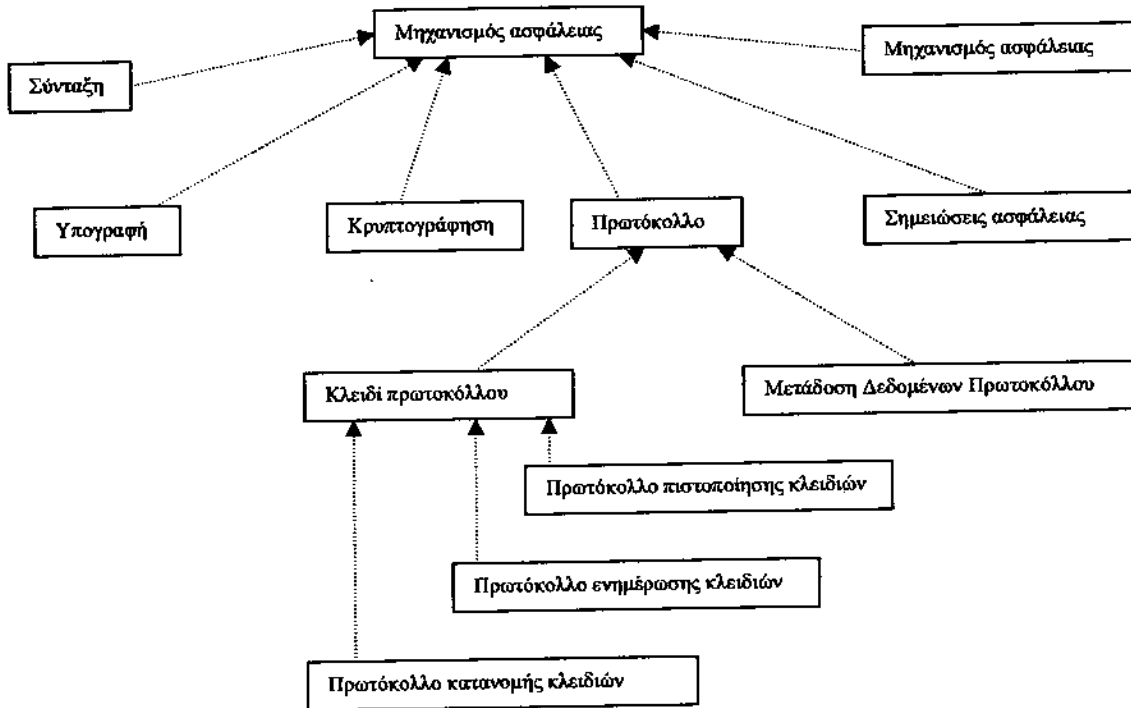 Μηχανισμός ασφάλειας
Μηχανισμός ασφάλειας
Σύνταξη
Υπογραφή
Κρυπτογράφηση
Πρωτόκολλο
Σημειώσεις ασφάλειας
Κλειδί πρωτοκόλλου
Μετάδοση Δεδομένων Πρωτοκόλλου
Πρωτόκολλο πιστοποίησης κλειδιών
Πρωτόκολλο ενημέρωσης κλειδιών
Πρωτόκολλο κατανομής κλειδιών